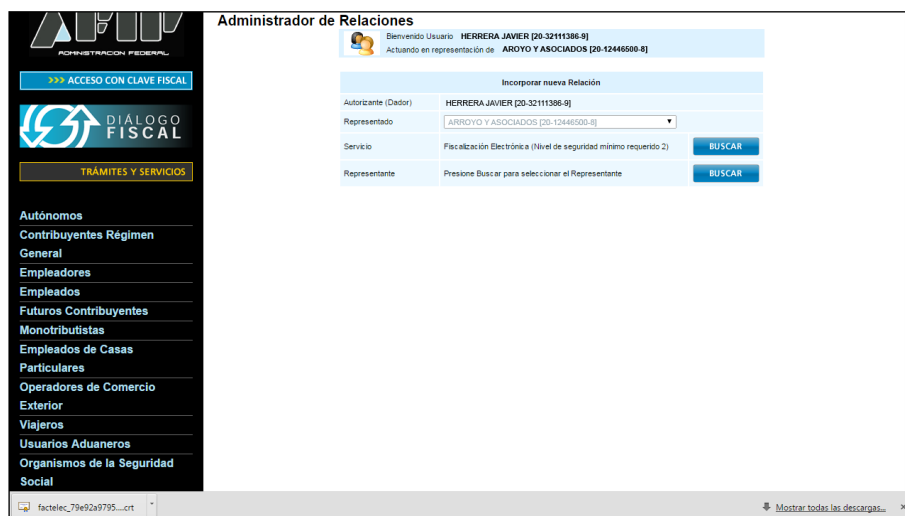 AFIP
ADMINISTRACION FEDERAL
>>> ACCESO CON CLAVE FISCAL
DIÁLOGO
FISCAL
TRÁMITES Y SERVICIOS
Autónomos
Contribuyentes Régimen
General
Empleadores
Empleados
Futuros Contribuyentes
Monotributistas
Empleados de Casas
Particulares
Operadores de Comercio
Exterior
Viajeros
Usuarios Aduaneros
Organismos de la Seguridad
Social
Administrador de Relaciones
Bienvenido Usuario HERRERA JAVIER [20-32111386-9]
Actuando en representación de AROYO Y ASOCIADOS [20-12446500-8]
Incorporar nueva Relación
Autorizante (Dador) HERRERA JAVIER [20-32111386-9]
Representado ARROYO Y ASOCIADOS [20-12446500-8]
Servicio Fiscalización Electrónica (Nivel de seguridad mínimo requerido 2) BUSCAR
Representante Presione Buscar para seleccionar el Representante BUSCAR
factelec_79e92a9795....crt
Mostrar todas las descargas...